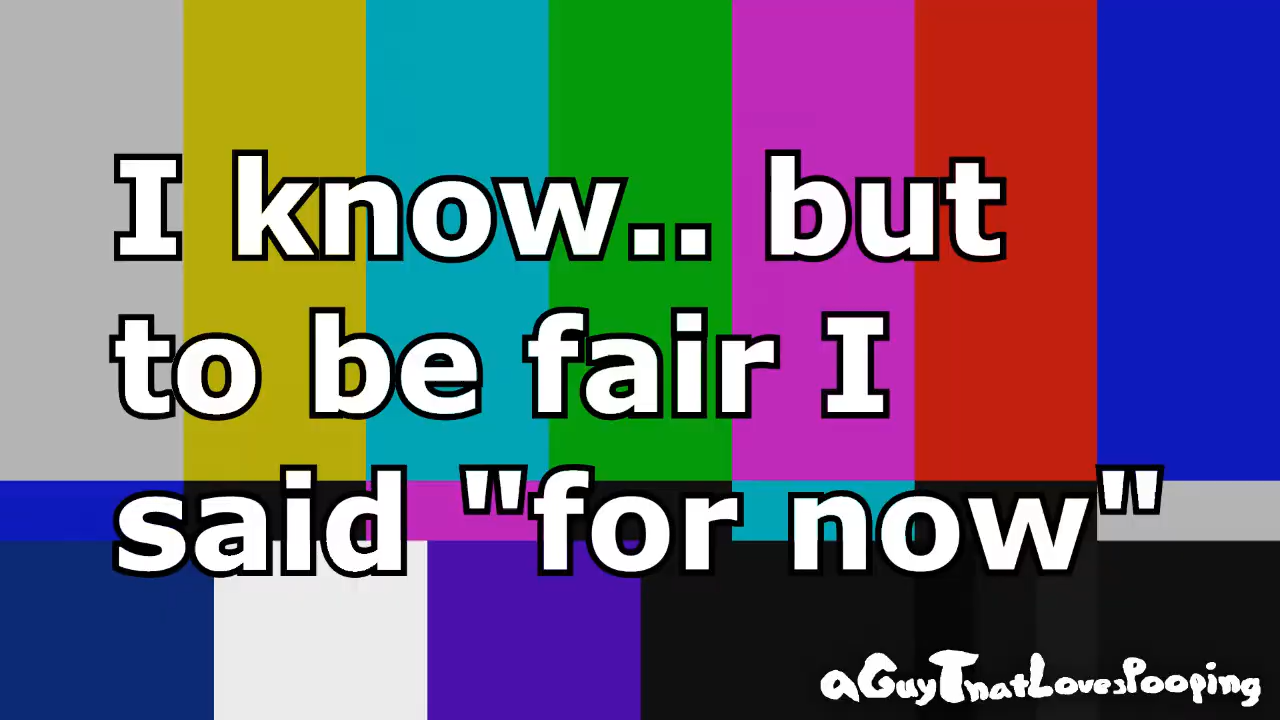 I know.. but
to be fair I
said "for now"
aGuyThatLovesPooping